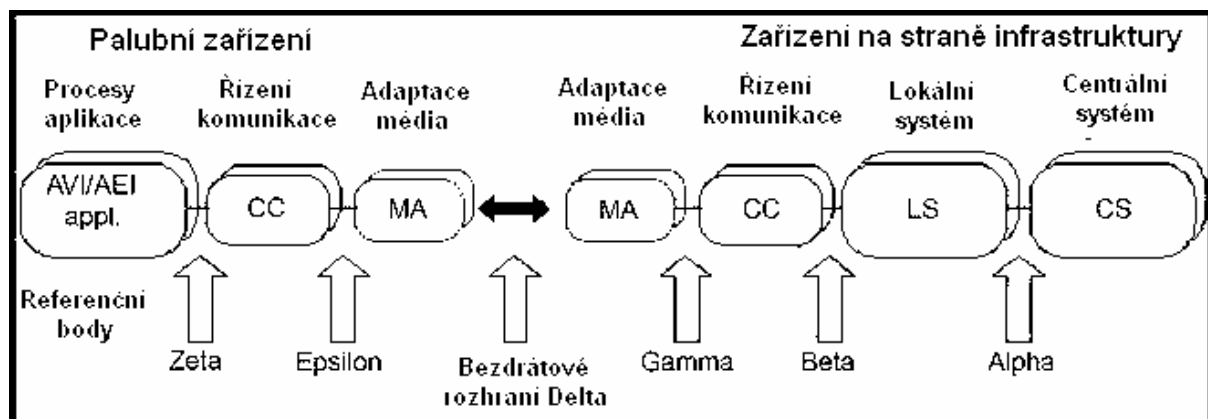 Palubní zařízení
Zařízení na straně infrastruktury
Procesy
aplikace
Řízení
komunikace
Adaptace
média
Adaptace
média
Řízení
komunikace
Lokální
systém
Centrální
systém
AVI/AEI
appl.
CC
MA
MA
CC
LS
CS
Referenční
body
Zeta
Epsilon
Bezdrátové
rozhraní Delta
Gamma
Beta
Alpha